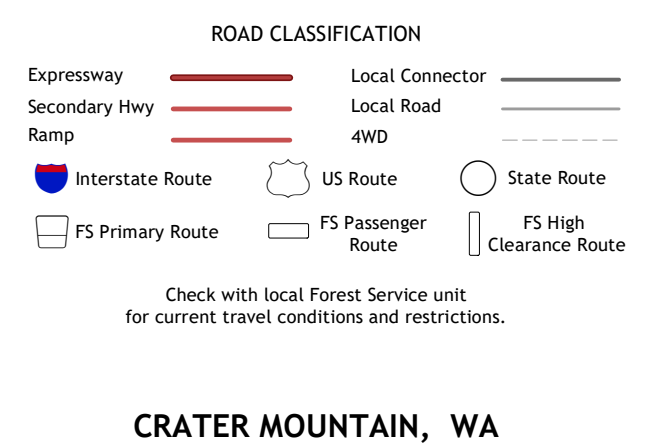 ROAD CLASSIFICATION
Expressway
Local Connector
Secondary Hwy
Local Road
Ramp
4WD
Interstate Route
US Route
State Route
FS Primary Route
FS Passenger
Route
FS High
Clearance Route
Check with local Forest Service unit
for current travel conditions and restrictions.
CRATER MOUNTAIN, WA